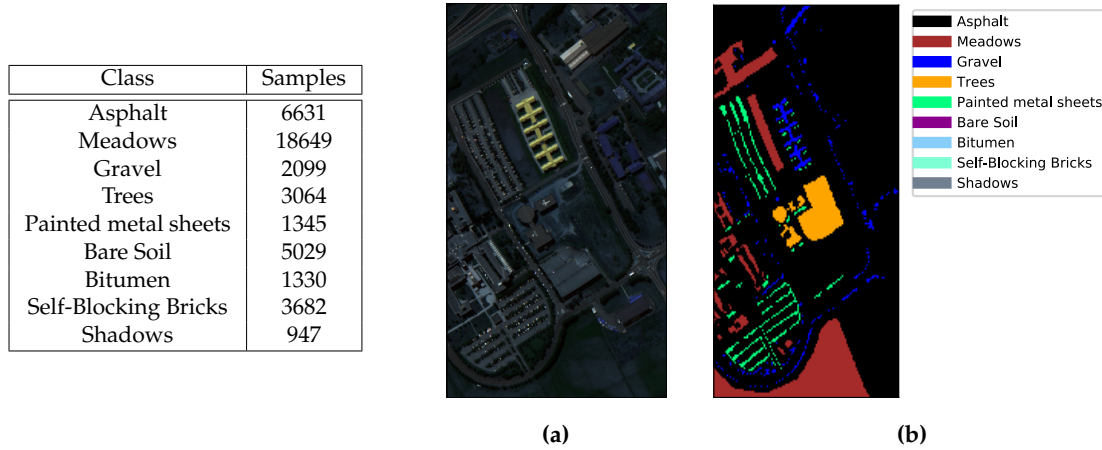 Class Samples
Asphalt 6631
Meadows 18649
Gravel 2099
Trees 3064
Painted metal sheets 1345
Bare Soil 5029
Bitumen 1330
Self-Blocking Bricks 3682
Shadows 947
Asphalt
Meadows
Gravel
Trees
Painted metal sheets
Bare Soil
Bitumen
Self-Blocking Bricks
Shadows
(a)
(b)